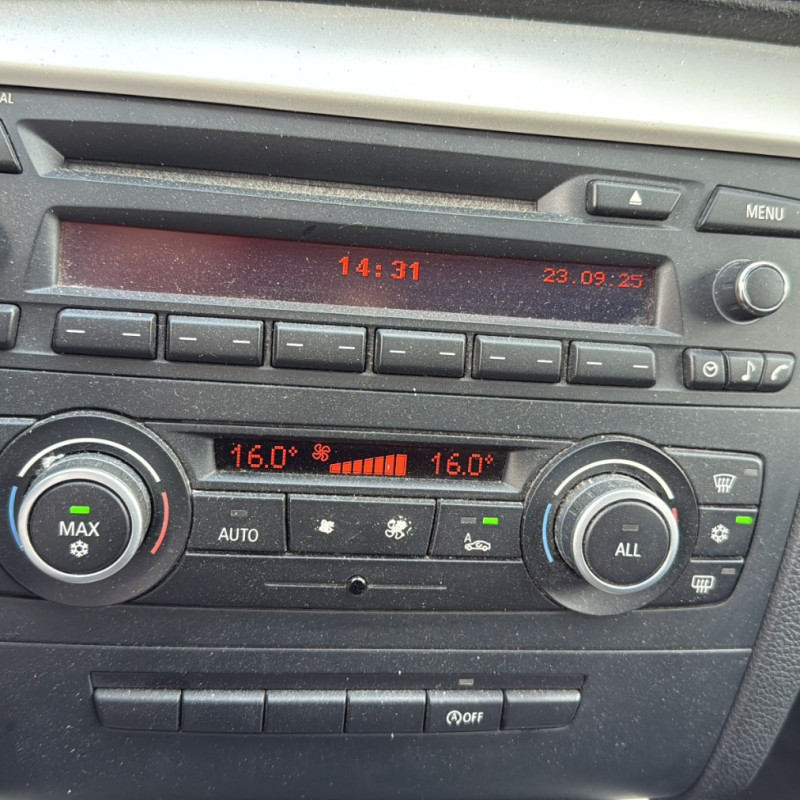 AL
MENU
14:31
23.09.25
16.0°
16.0°
MAX
AUTO
A
ALL
A OFF